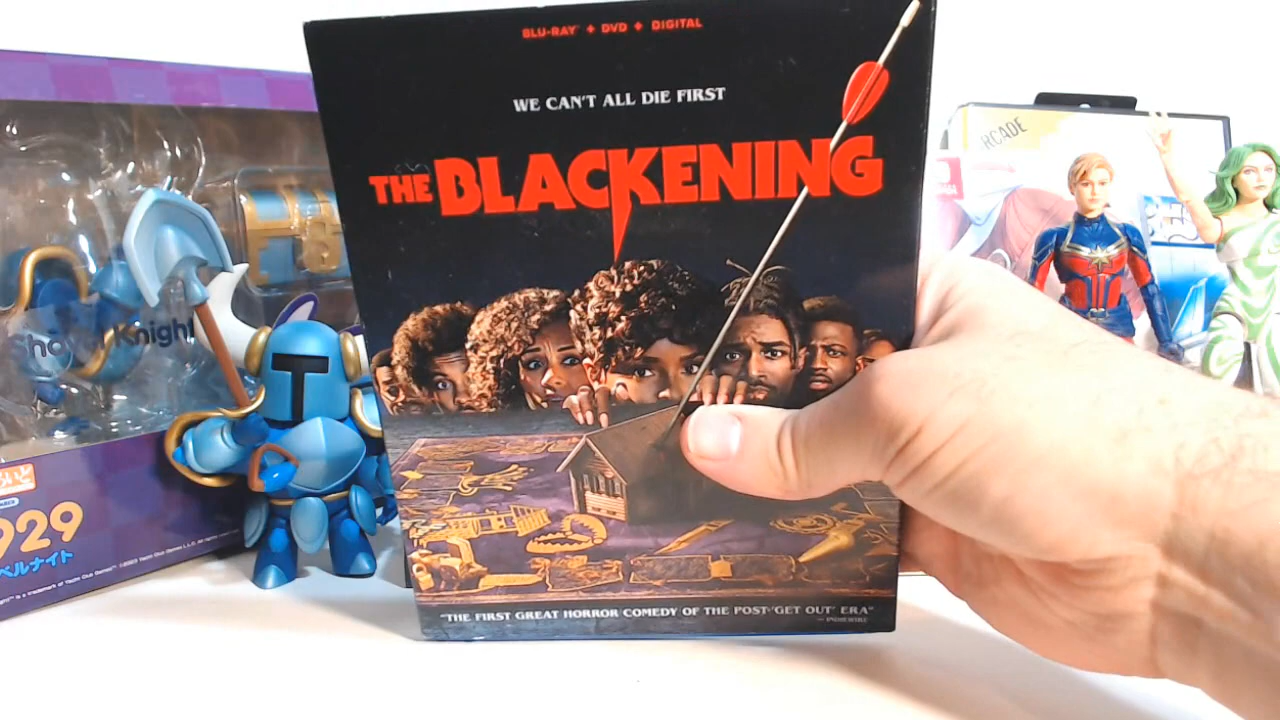 BLU-RAY + DVD + DIGITAL
WE CAN'T ALL DIE FIRST
THE BLACKENING
"THE FIRST GREAT HORROR COMEDY OF THE POST-'GET OUT' ERA"
— INDIEWIRE
Shovel Knight
929
ベルナイト
RCADE